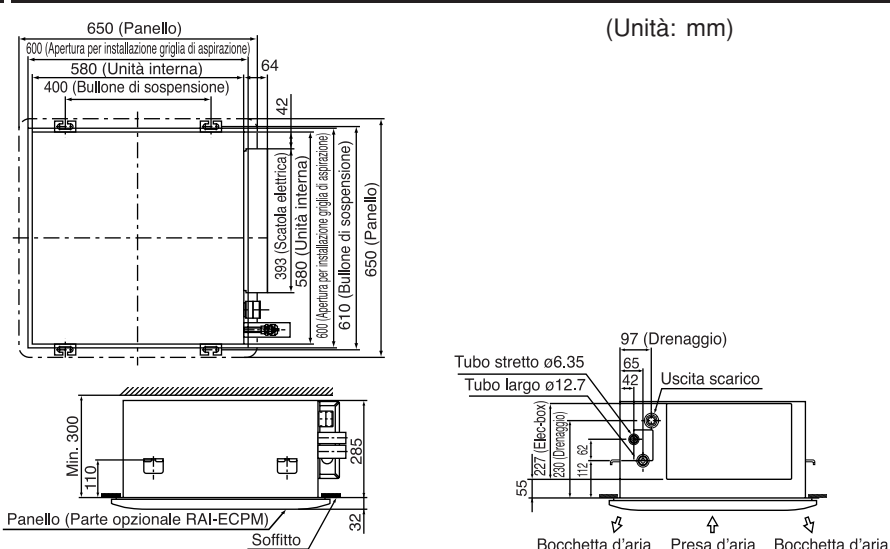 (Unità: mm)
650 (Panello)
600 (Apertura per installazione griglia di aspirazione)
580 (Unità interna)
64
400 (Bullone di sospensione)
42
393 (Scatola elettrica)
580 (Unità interna)
600 (Apertura per installazione griglia di aspirazione)
610 (Bullone di sospensione)
650 (Panello)
Min. 300
110
285
32
Panello (Parte opzionale RAI-ECPM)
Soffitto
97 (Drenaggio)
65
42
Tubo stretto ø6.35
Tubo largo ø12.7
Uscita scarico
227 (Elec-box)
230 (Drenaggio)
62
112
55
Bocchetta d'aria
Presa d'aria
Bocchetta d'aria